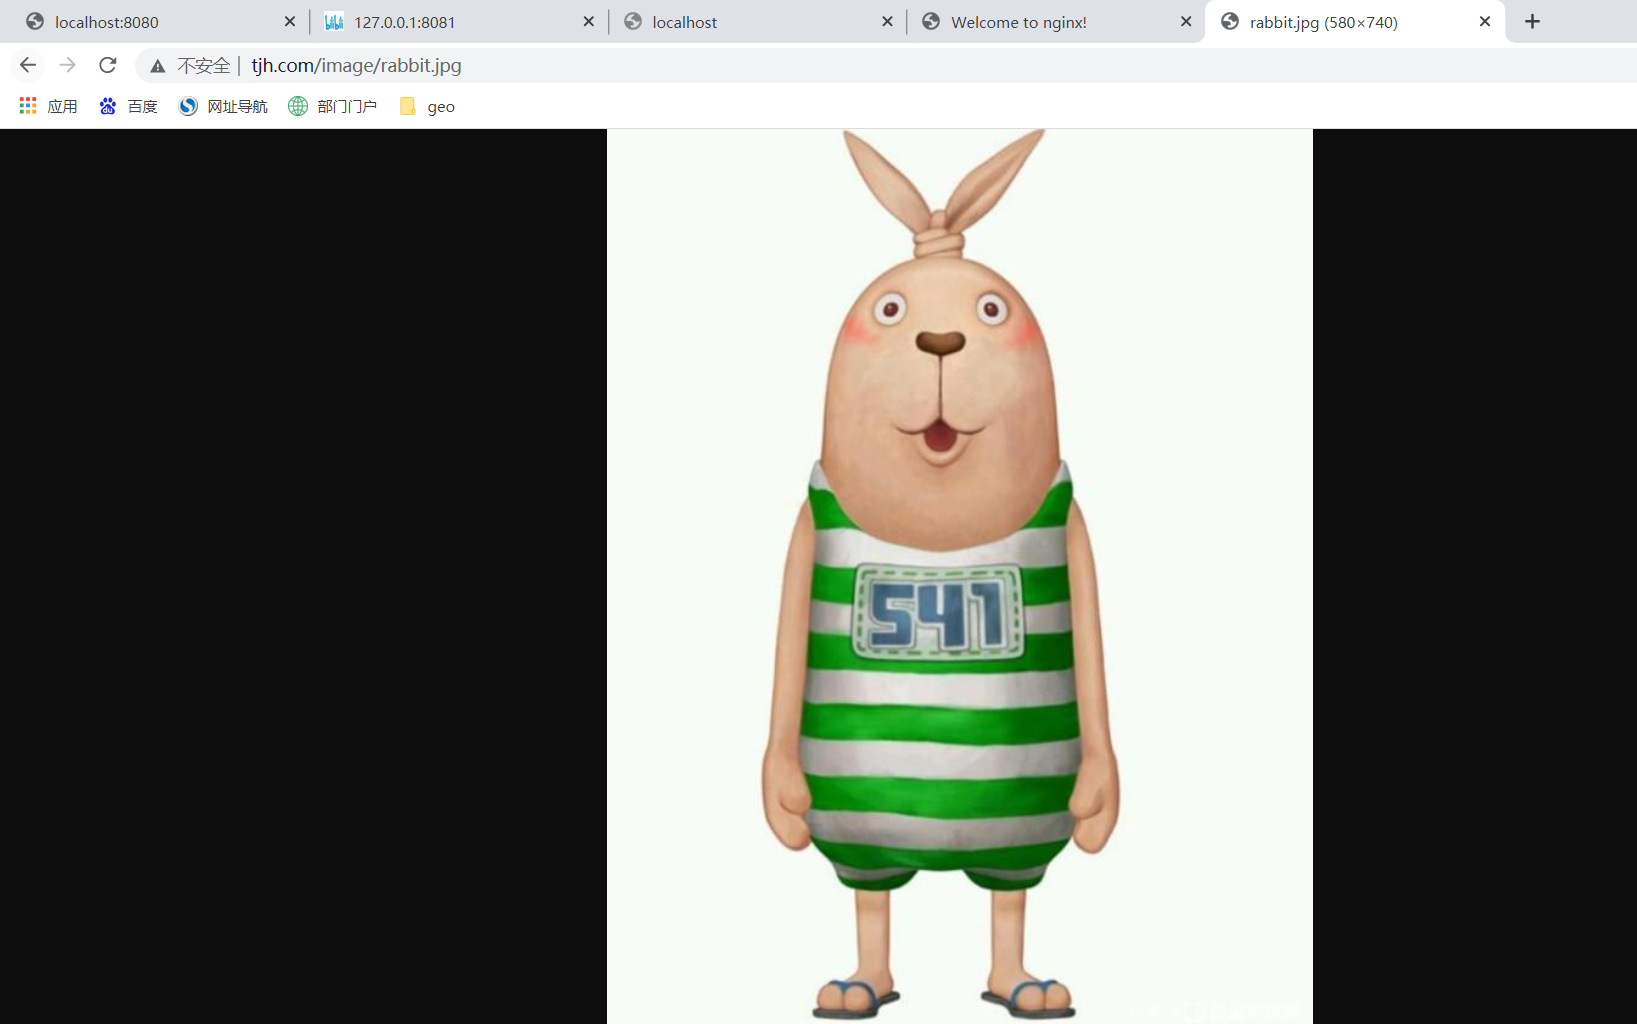 localhost:8080
127.0.0.1:8081
localhost
Welcome to nginx!
rabbit.jpg (580×740)
不安全 | tjh.com/image/rabbit.jpg
应用 百度 网址导航 部门门户 geo
541